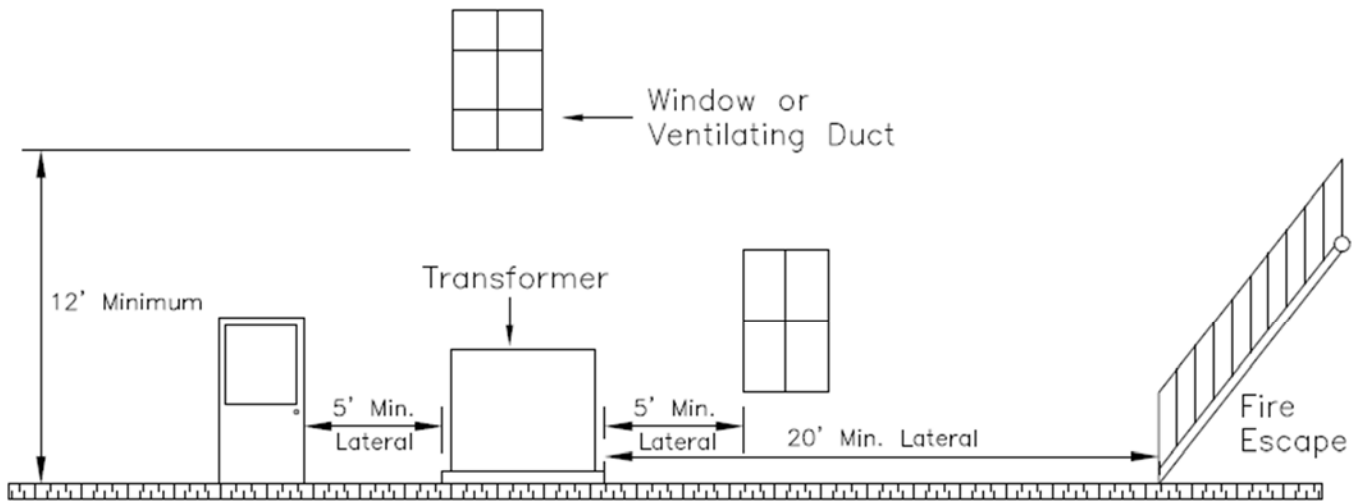 Window or
Ventilating Duct
Transformer
12' Minimum
5' Min.
Lateral
5' Min.
Lateral
20' Min. Lateral
Fire
Escape